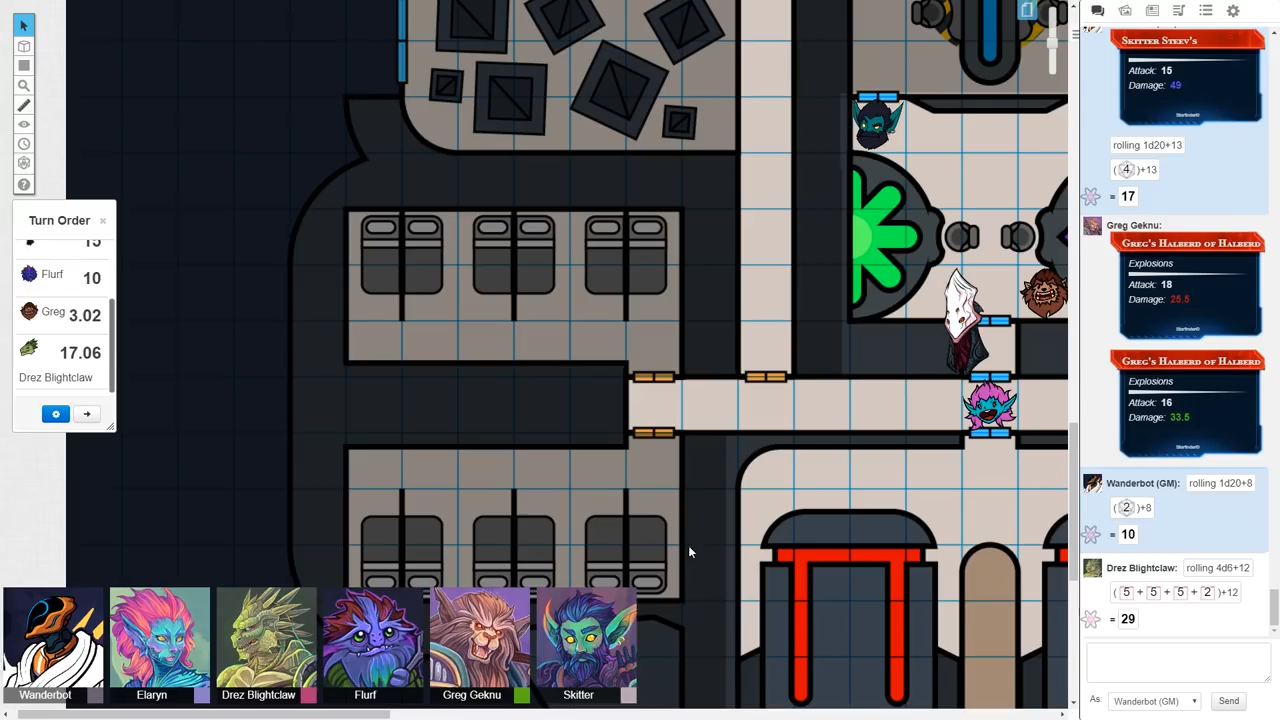 Turn Order ×
15
Flurf 10
Greg 3.02
17.06
Drez Blightclaw
Wanderbot
Elaryn
Drez Blightclaw
Flurf
Greg Geknu
Skitter
Skitter Steev's
Attack: 15
Damage: 49
Starfinder
rolling 1d20+13
( 4 )+13
= 17
Greg Geknu:
Greg's Halberd of Halberd
Explosions
Attack: 18
Damage: 25.5
Starfinder
Greg's Halberd of Halberd
Explosions
Attack: 16
Damage: 33.5
Starfinder
Wanderbot (GM): rolling 1d20+8
( 2 )+8
= 10
Drez Blightclaw: rolling 4d6+12
( 5 + 5 + 5 + 2 )+12
= 29
As: Wanderbot (GM) Send